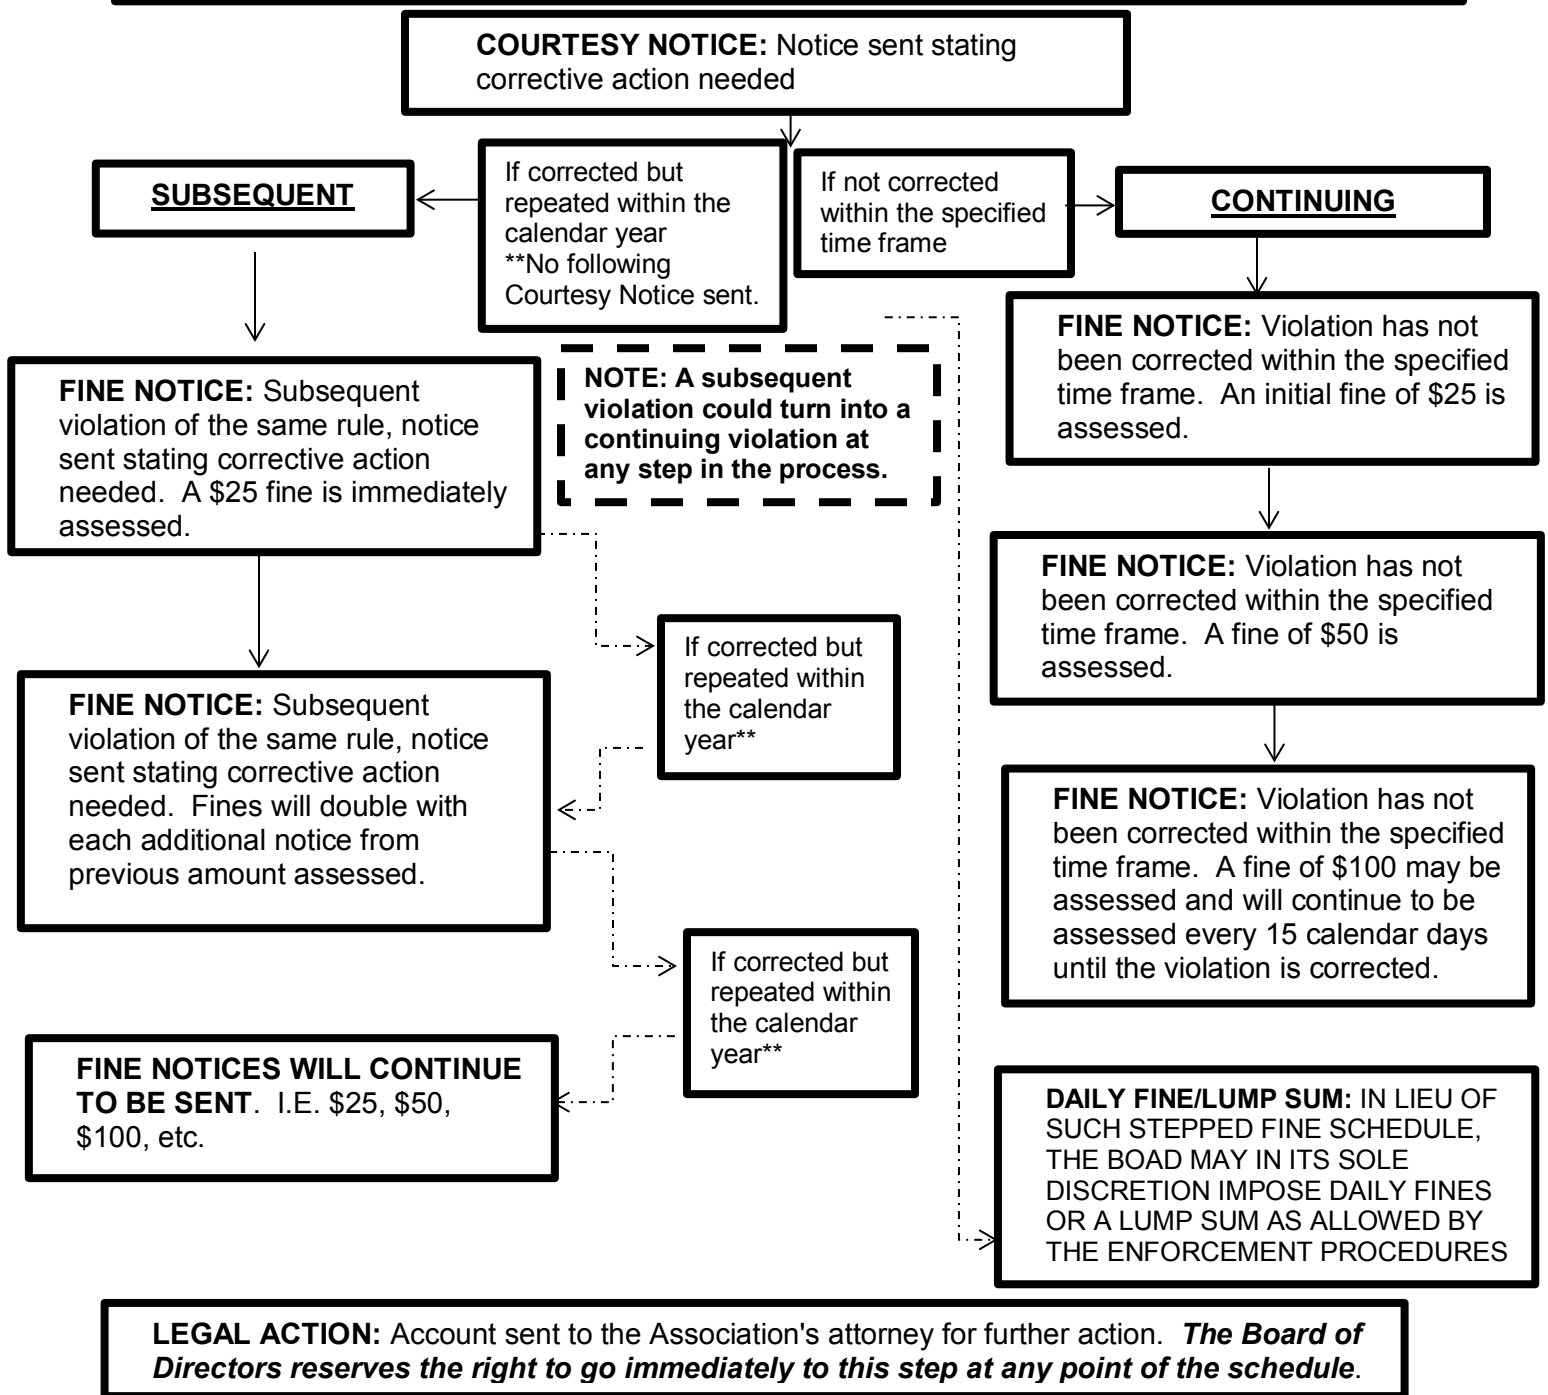 COURTESY NOTICE: Notice sent stating
corrective action needed
SUBSEQUENT
If corrected but
repeated within the
calendar year
**No following
Courtesy Notice sent.
If not corrected
within the specified
time frame
CONTINUING
FINE NOTICE: Subsequent
violation of the same rule, notice
sent stating corrective action
needed. A $25 fine is immediately
assessed.
NOTE: A subsequent
violation could turn into a
continuing violation at
any step in the process.
FINE NOTICE: Violation has not
been corrected within the specified
time frame. An initial fine of $25 is
assessed.
FINE NOTICE: Violation has not
been corrected within the specified
time frame. A fine of $50 is
assessed.
If corrected but
repeated within
the calendar
year**
FINE NOTICE: Subsequent
violation of the same rule, notice
sent stating corrective action
needed. Fines will double with
each additional notice from
previous amount assessed.
FINE NOTICE: Violation has not
been corrected within the specified
time frame. A fine of $100 may be
assessed and will continue to be
assessed every 15 calendar days
until the violation is corrected.
If corrected but
repeated within
the calendar
year**
FINE NOTICES WILL CONTINUE
TO BE SENT. I.E. $25, $50,
$100, etc.
DAILY FINE/LUMP SUM: IN LIEU OF
SUCH STEPPED FINE SCHEDULE,
THE BOAD MAY IN ITS SOLE
DISCRETION IMPOSE DAILY FINES
OR A LUMP SUM AS ALLOWED BY
THE ENFORCEMENT PROCEDURES
LEGAL ACTION: Account sent to the Association's attorney for further action. The Board of
Directors reserves the right to go immediately to this step at any point of the schedule.